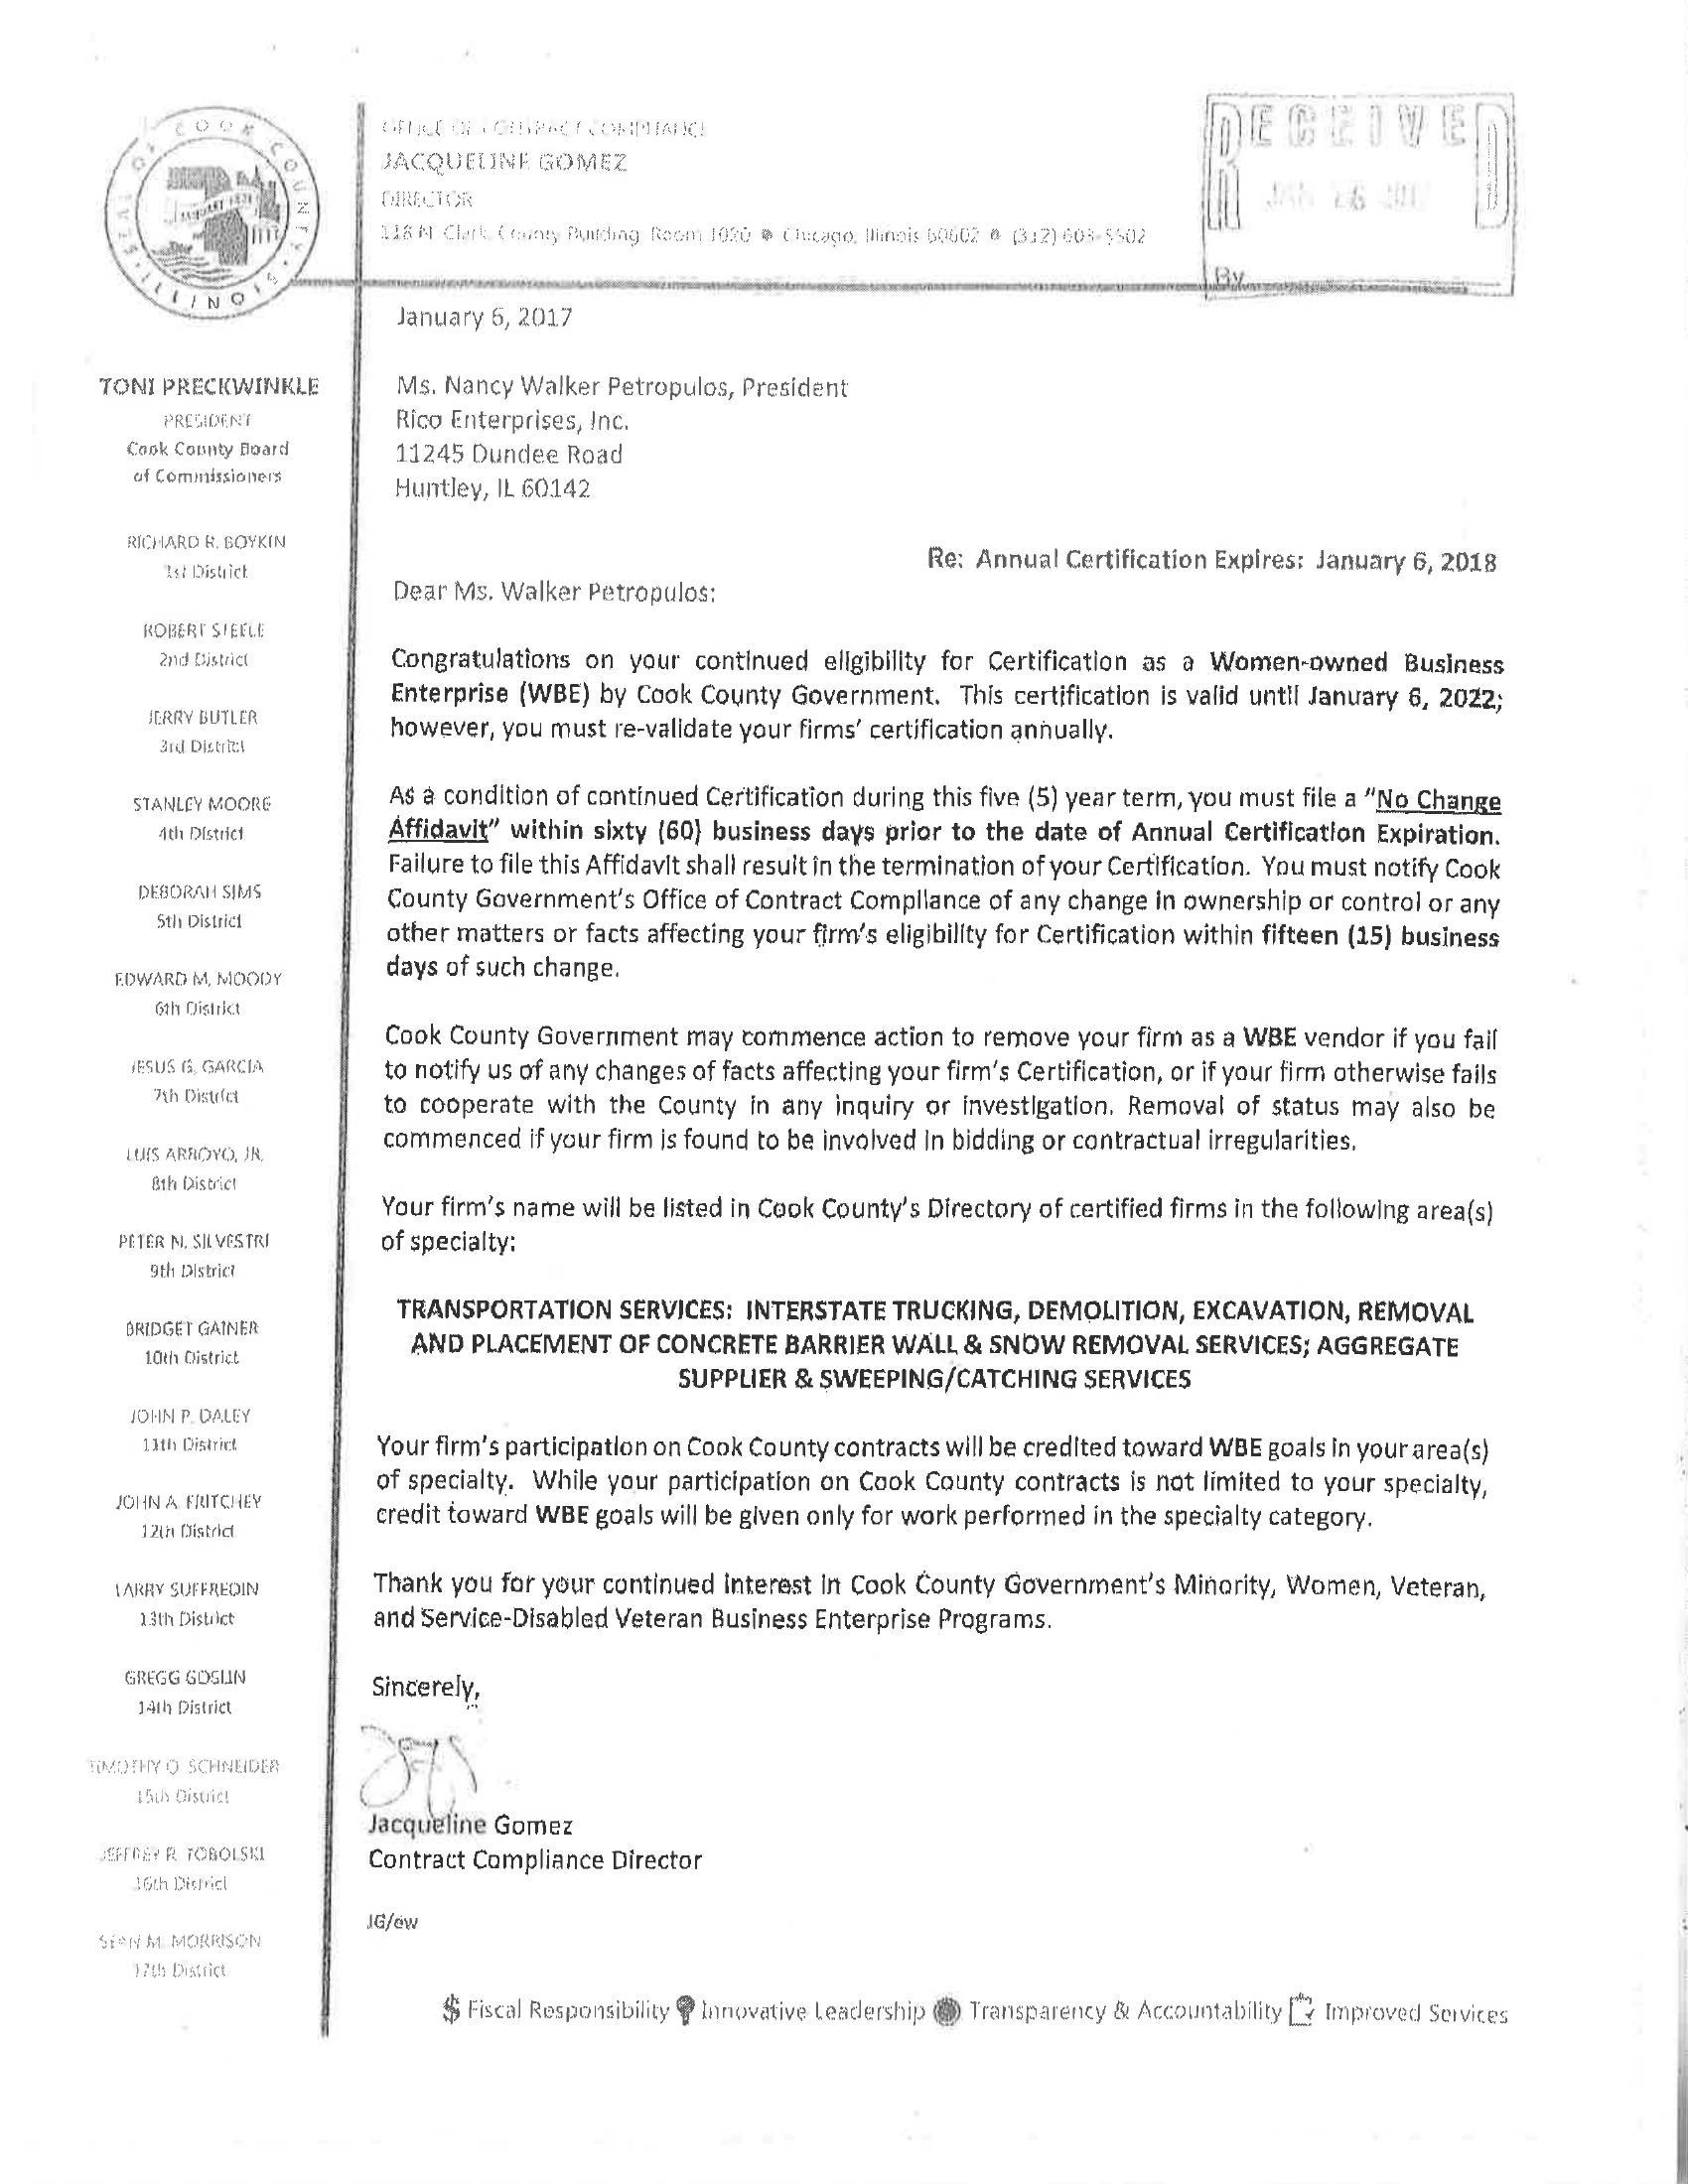 COOK COUNTY
SEAL OF ILLINOIS
OFFICE OF CONTRACT COMPLIANCE
JACQUELINE GOMEZ
DIRECTOR
118 N. Clark, County Building Room 1020 • Chicago, Illinois 60602 • (312) 603-5502
RECEIVED
JAN 26
By
January 6, 2017
TONI PRECKWINKLE
PRESIDENT
Cook County Board
of Commissioners
RICHARD R. BOYKIN
1st District
ROBERT STEELE
2nd District
JERRY BUTLER
3rd District
STANLEY MOORE
4th District
DEBORAH SIMS
5th District
EDWARD M. MOODY
6th District
JESUS G. GARCIA
7th District
LUIS ARROYO, JR.
8th District
PETER N. SILVESTRI
9th District
BRIDGET GAINER
10th District
JOHN P. DALEY
11th District
JOHN A. FRITCHEY
12th District
LARRY SUFFREDIN
13th District
GREGG GOSLIN
14th District
TIMOTHY O. SCHNEIDER
15th District
JEFFREY R. TOBOLSKI
16th District
SEAN M. MORRISON
17th District
Ms. Nancy Walker Petropulos, President
Rico Enterprises, Inc.
11245 Dundee Road
Huntley, IL 60142
Re: Annual Certification Expires: January 6, 2018
Dear Ms. Walker Petropulos:
Congratulations on your continued eligibility for Certification as a Women-owned Business
Enterprise (WBE) by Cook County Government. This certification is valid until January 6, 2022;
however, you must re-validate your firms' certification annually.
As a condition of continued Certification during this five (5) year term, you must file a "No Change
Affidavit" within sixty (60) business days prior to the date of Annual Certification Expiration.
Failure to file this Affidavit shall result in the termination of your Certification. You must notify Cook
County Government's Office of Contract Compliance of any change in ownership or control or any
other matters or facts affecting your firm's eligibility for Certification within fifteen (15) business
days of such change.
Cook County Government may commence action to remove your firm as a WBE vendor if you fail
to notify us of any changes of facts affecting your firm's Certification, or if your firm otherwise fails
to cooperate with the County in any inquiry or investigation. Removal of status may also be
commenced if your firm is found to be involved in bidding or contractual irregularities.
Your firm's name will be listed in Cook County's Directory of certified firms in the following area(s)
of specialty:
TRANSPORTATION SERVICES: INTERSTATE TRUCKING, DEMOLITION, EXCAVATION, REMOVAL
AND PLACEMENT OF CONCRETE BARRIER WALL & SNOW REMOVAL SERVICES; AGGREGATE
SUPPLIER & SWEEPING/CATCHING SERVICES
Your firm's participation on Cook County contracts will be credited toward WBE goals in your area(s)
of specialty. While your participation on Cook County contracts is not limited to your specialty,
credit toward WBE goals will be given only for work performed in the specialty category.
Thank you for your continued interest in Cook County Government's Minority, Women, Veteran,
and Service-Disabled Veteran Business Enterprise Programs.
Sincerely,
Jacqueline Gomez
Contract Compliance Director
JG/ew
$ Fiscal Responsibility Innovative Leadership Transparency & Accountability Improved Services